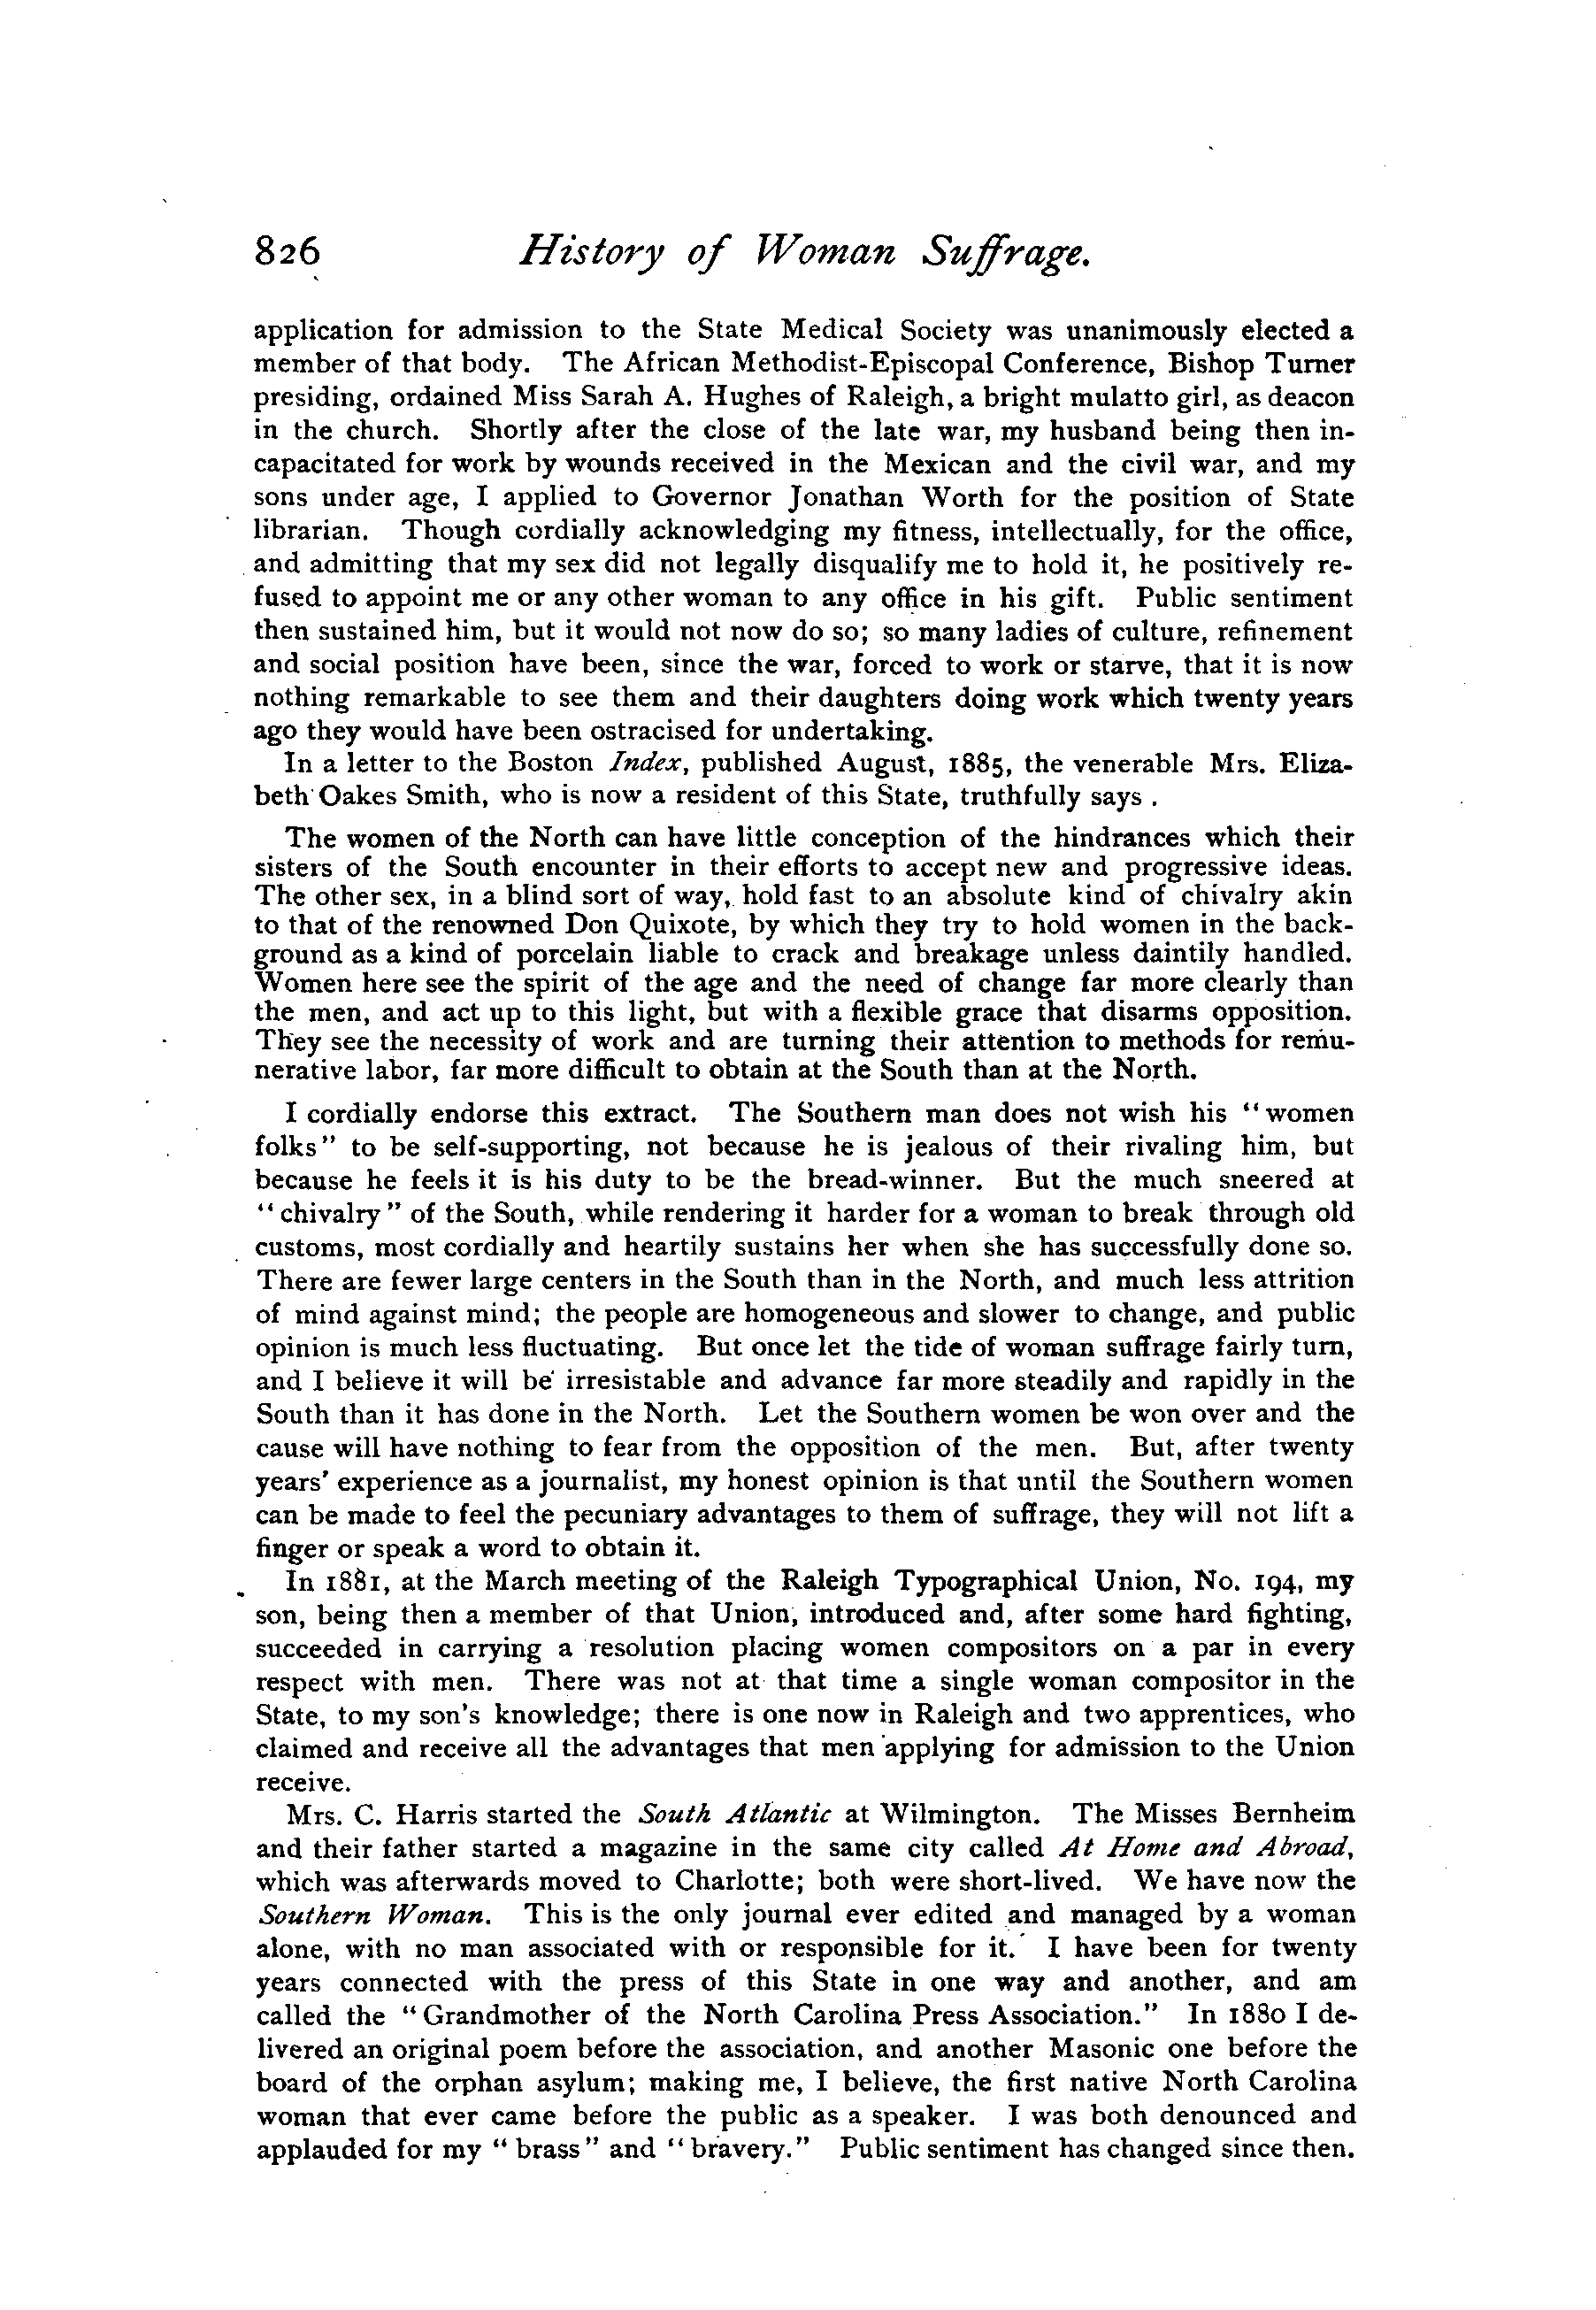 826 History of Woman Suffrage.
application for admission to the State Medical Society was unanimously elected a
member of that body. The African Methodist-Episcopal Conference, Bishop Turner
presiding, ordained Miss Sarah A. Hughes of Raleigh, a bright mulatto girl, as deacon
in the church. Shortly after the close of the late war, my husband being then in-
capacitated for work by wounds received in the Mexican and the civil war, and my
sons under age, I applied to Governor Jonathan Worth for the position of State
librarian. Though cordially acknowledging my fitness, intellectually, for the office,
and admitting that my sex did not legally disqualify me to hold it, he positively re-
fused to appoint me or any other woman to any office in his gift. Public sentiment
then sustained him, but it would not now do so; so many ladies of culture, refinement
and social position have been, since the war, forced to work or starve, that it is now
nothing remarkable to see them and their daughters doing work which twenty years
ago they would have been ostracised for undertaking.
In a letter to the Boston Index, published August, 1885, the venerable Mrs. Eliza-
beth Oakes Smith, who is now a resident of this State, truthfully says .
The women of the North can have little conception of the hindrances which their
sisters of the South encounter in their efforts to accept new and progressive ideas.
The other sex, in a blind sort of way, hold fast to an absolute kind of chivalry akin
to that of the renowned Don Quixote, by which they try to hold women in the back-
ground as a kind of porcelain liable to crack and breakage unless daintily handled.
Women here see the spirit of the age and the need of change far more clearly than
the men, and act up to this light, but with a flexible grace that disarms opposition.
They see the necessity of work and are turning their attention to methods for remu-
nerative labor, far more difficult to obtain at the South than at the North.
I cordially endorse this extract. The Southern man does not wish his "women
folks" to be self-supporting, not because he is jealous of their rivaling him, but
because he feels it is his duty to be the bread-winner. But the much sneered at
"chivalry" of the South, while rendering it harder for a woman to break through old
customs, most cordially and heartily sustains her when she has successfully done so.
There are fewer large centers in the South than in the North, and much less attrition
of mind against mind; the people are homogeneous and slower to change, and public
opinion is much less fluctuating. But once let the tide of woman suffrage fairly turn,
and I believe it will be irresistable and advance far more steadily and rapidly in the
South than it has done in the North. Let the Southern women be won over and the
cause will have nothing to fear from the opposition of the men. But, after twenty
years' experience as a journalist, my honest opinion is that until the Southern women
can be made to feel the pecuniary advantages to them of suffrage, they will not lift a
finger or speak a word to obtain it.
In 1881, at the March meeting of the Raleigh Typographical Union, No. 194, my
son, being then a member of that Union, introduced and, after some hard fighting,
succeeded in carrying a resolution placing women compositors on a par in every
respect with men. There was not at that time a single woman compositor in the
State, to my son's knowledge; there is one now in Raleigh and two apprentices, who
claimed and receive all the advantages that men applying for admission to the Union
receive.
Mrs. C. Harris started the South Atlantic at Wilmington. The Misses Bernheim
and their father started a magazine in the same city called At Home and Abroad,
which was afterwards moved to Charlotte; both were short-lived. We have now the
Southern Woman. This is the only journal ever edited and managed by a woman
alone, with no man associated with or responsible for it. I have been for twenty
years connected with the press of this State in one way and another, and am
called the "Grandmother of the North Carolina Press Association." In 1880 I de-
livered an original poem before the association, and another Masonic one before the
board of the orphan asylum; making me, I believe, the first native North Carolina
woman that ever came before the public as a speaker. I was both denounced and
applauded for my "brass" and "bravery." Public sentiment has changed since then.